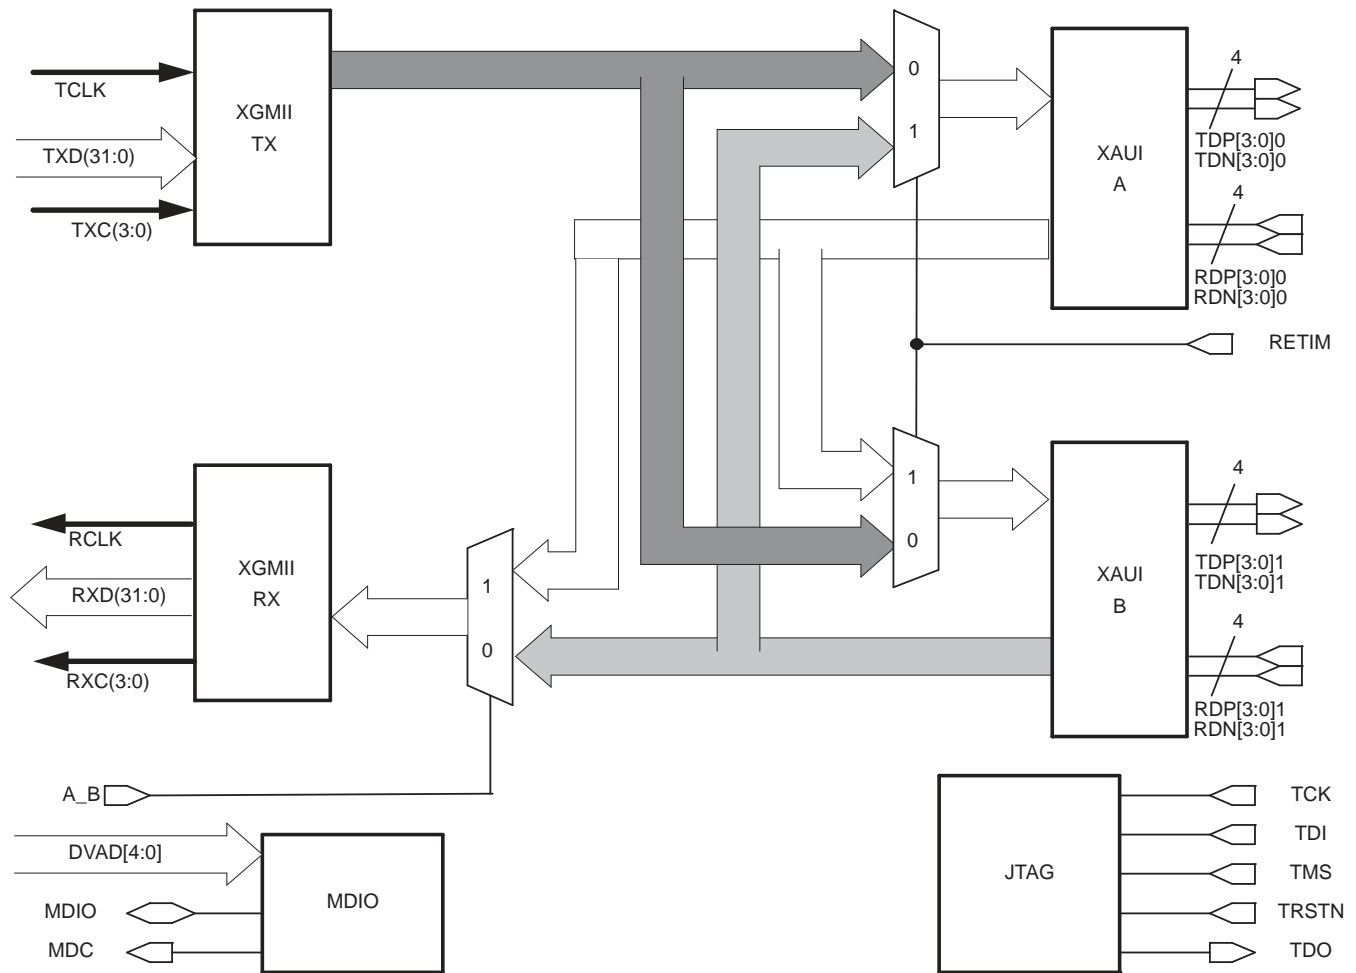 TCLK
TXD(31:0)
TXC(3:0)
XGMII
TX
0
1
XAUI
A
4
TDP[3:0]0
TDN[3:0]0
4
RDP[3:0]0
RDN[3:0]0
RETIM
RCLK
RXD(31:0)
RXC(3:0)
XGMII
RX
1
0
1
0
XAUI
B
4
TDP[3:0]1
TDN[3:0]1
4
RDP[3:0]1
RDN[3:0]1
A_B
DVAD[4:0]
MDIO
MDC
MDIO
JTAG
TCK
TDI
TMS
TRSTN
TDO